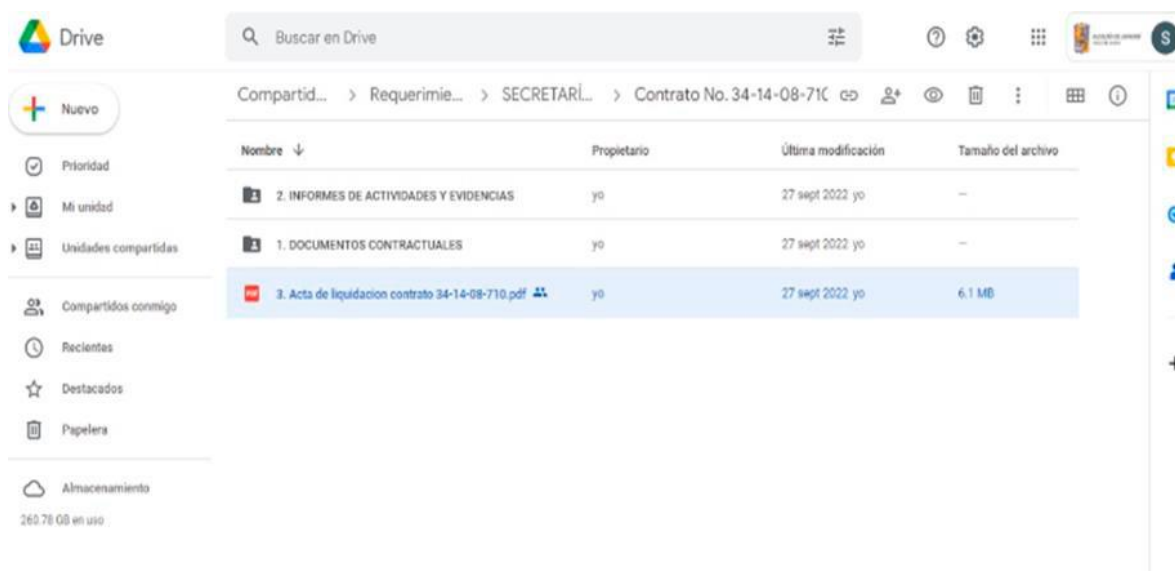 Drive
Buscar en Drive
S
Nuevo
Prioridad
Mi unidad
Unidades compartidas
Compartidos conmigo
Recientes
Destacados
Papelera
Almacenamiento
260.78 GB en uso
Compartid... > Requerimie... > SECRETARÍ... > Contrato No. 34-14-08-710
Nombre Propietario Última modificación Tamaño del archivo
2. INFORMES DE ACTIVIDADES Y EVIDENCIAS yo 27 sept 2022 yo —
1. DOCUMENTOS CONTRACTUALES yo 27 sept 2022 yo —
PDF 3. Acta de liquidacion contrato 34-14-08-710.pdf yo 27 sept 2022 yo 6.1 MB